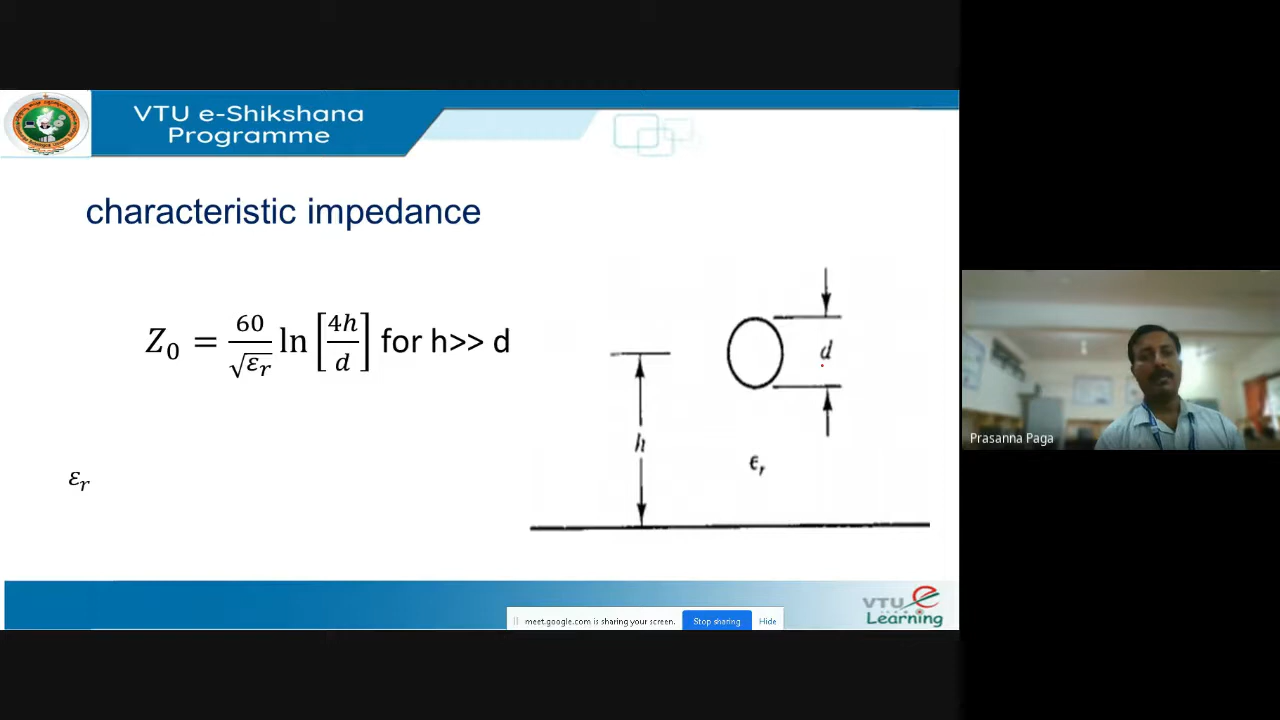 VTU e-Shikshana
Programme
characteristic impedance
𝑍₀ = 60/√𝜀ᵣ ln [4ℎ/𝑑] for h>> d
d
h
ϵᵣ
𝜀ᵣ
Prasanna Paga
VTU e
Learning
meet.google.com is sharing your screen.
Stop sharing
Hide